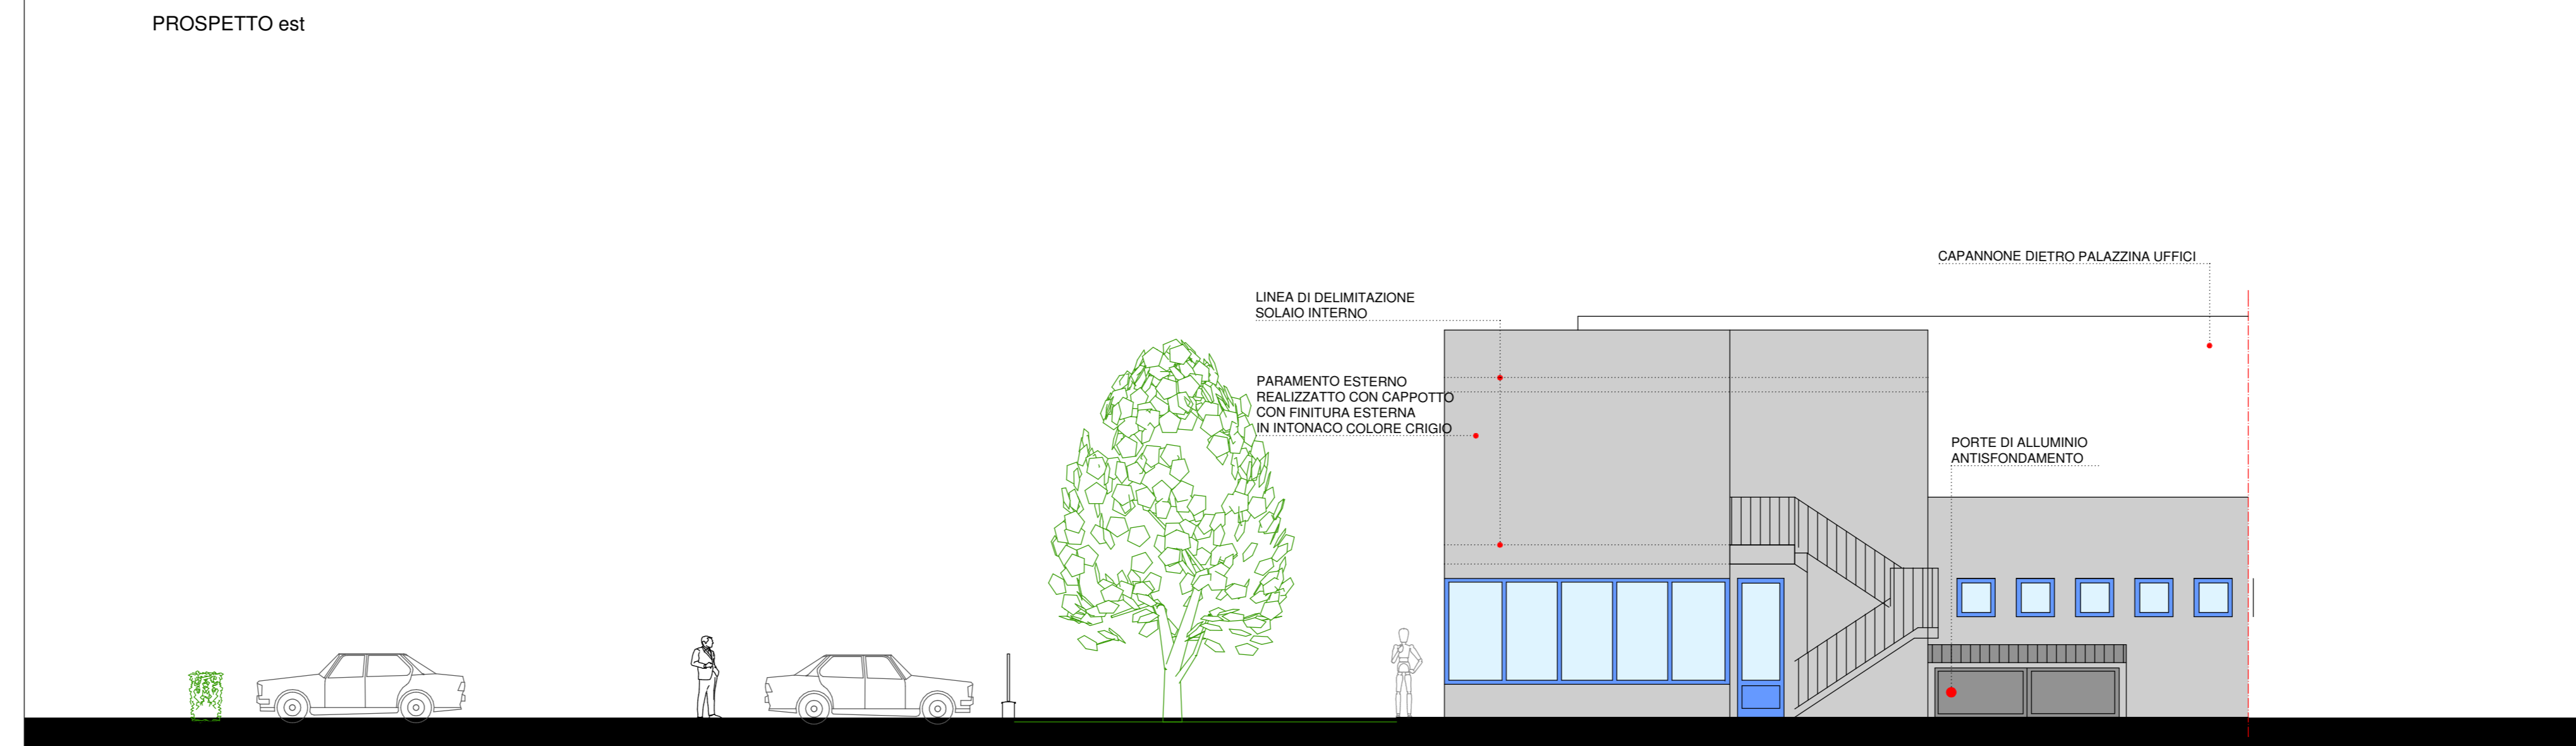 PROSPETTO est
CAPANNONE DIETRO PALAZZINA UFFICI
LINEA DI DELIMITAZIONE
SOLAIO INTERNO
PARAMENTO ESTERNO
REALIZZATTO CON CAPPOTTO
CON FINITURA ESTERNA
IN INTONACO COLORE CRIGIO
PORTE DI ALLUMINIO
ANTISFONDAMENTO